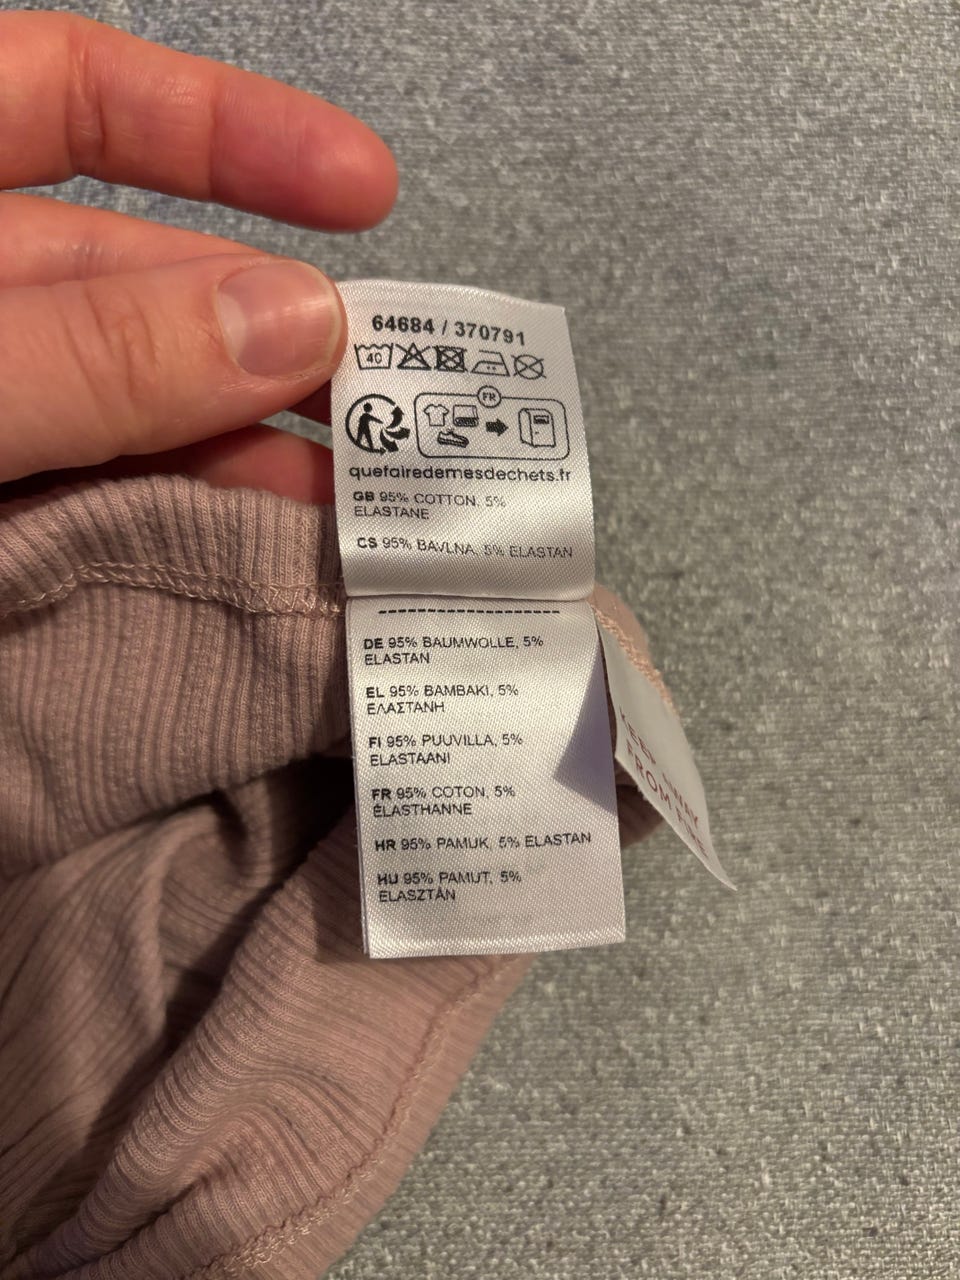 64684 / 370791
40
FR
quefairedemesdechets.fr
GB 95% COTTON, 5%
ELASTANE
CS 95% BAVLNA, 5% ELASTAN
DE 95% BAUMWOLLE, 5%
ELASTAN
EL 95% BAMBAKI, 5%
ΕΛΑΣΤΑΝΗ
FI 95% PUUVILLA, 5%
ELASTAANI
FR 95% COTON, 5%
ÉLASTHANNE
HR 95% PAMUK, 5% ELASTAN
HU 95% PAMUT, 5%
ELASZTÁN
KEEP AWAY
FROM FIRE